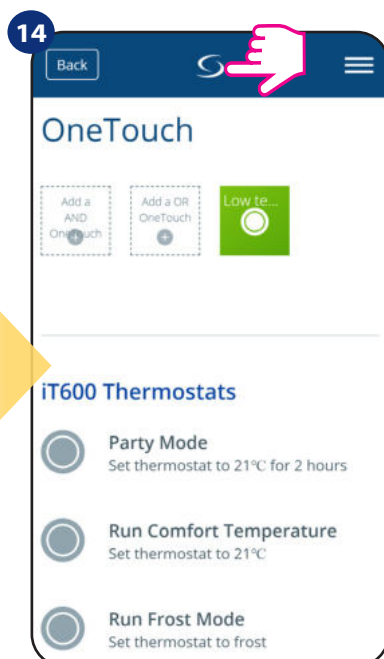 14
Back
OneTouch
Add a
AND
OneTouch
Add a OR
OneTouch
Low te...
iT600 Thermostats
Party Mode
Set thermostat to 21°C for 2 hours
Run Comfort Temperature
Set thermostat to 21°C
Run Frost Mode
Set thermostat to frost